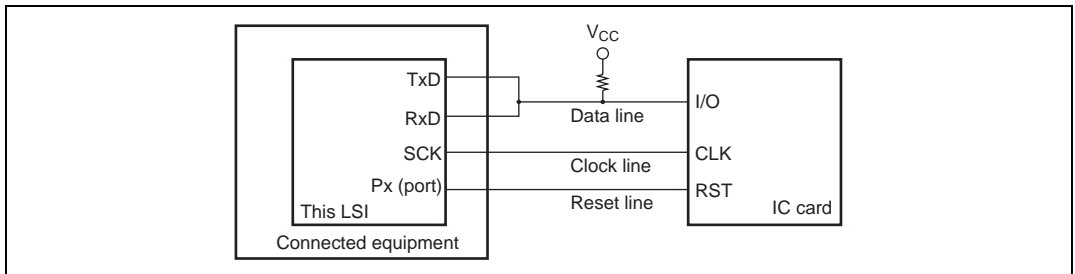 VCC
TxD
RxD
SCK
Px (port)
This LSI
Connected equipment
Data line
Clock line
Reset line
I/O
CLK
RST
IC card